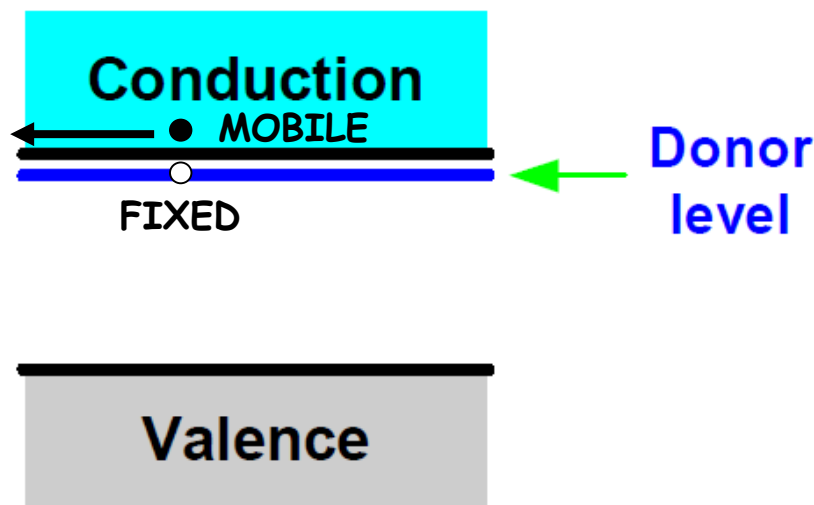 Conduction
MOBILE
Donor
level
FIXED
Valence